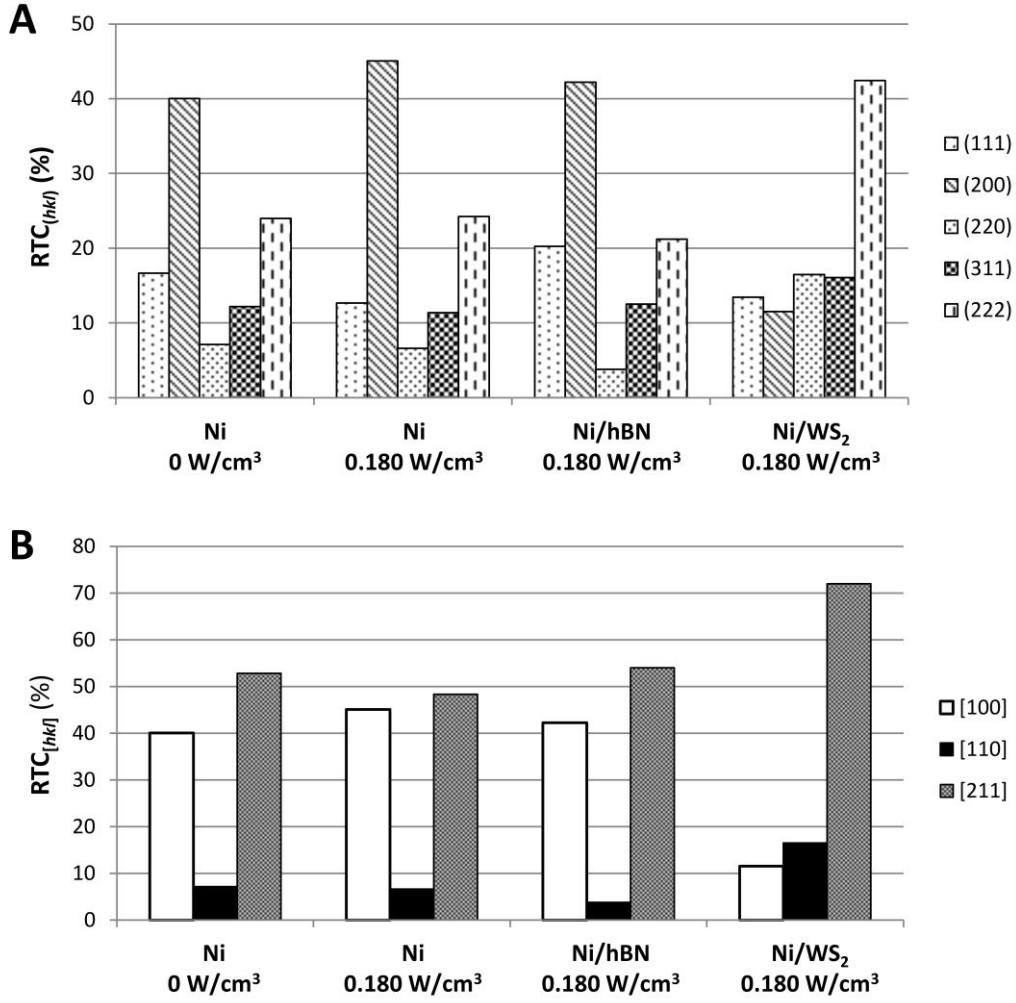 A
50
40
30
20
10
0
RTC(hkl) (%)
(111)
(200)
(220)
(311)
(222)
Ni Ni Ni/hBN Ni/WS₂
0 W/cm³ 0.180 W/cm³ 0.180 W/cm³ 0.180 W/cm³
B
80
70
60
50
40
30
20
10
0
RTC[hkl] (%)
[100]
[110]
[211]
Ni Ni Ni/hBN Ni/WS₂
0 W/cm³ 0.180 W/cm³ 0.180 W/cm³ 0.180 W/cm³